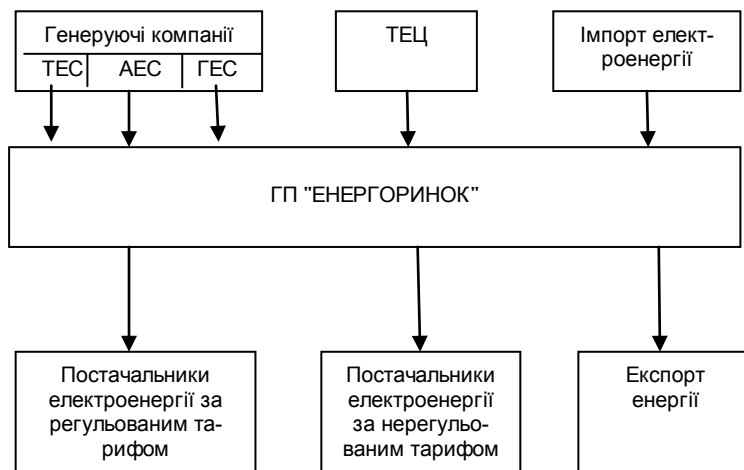 Генеруючі компанії
ТЕС АЕС ГЕС
ТЕЦ
Імпорт елект-
роенергії
ГП "ЕНЕРГОРИНОК"
Постачальники
електроенергії за
регульованим та-
рифом
Постачальники
електроенергії
за нерегульо-
ваним тарифом
Експорт
енергії